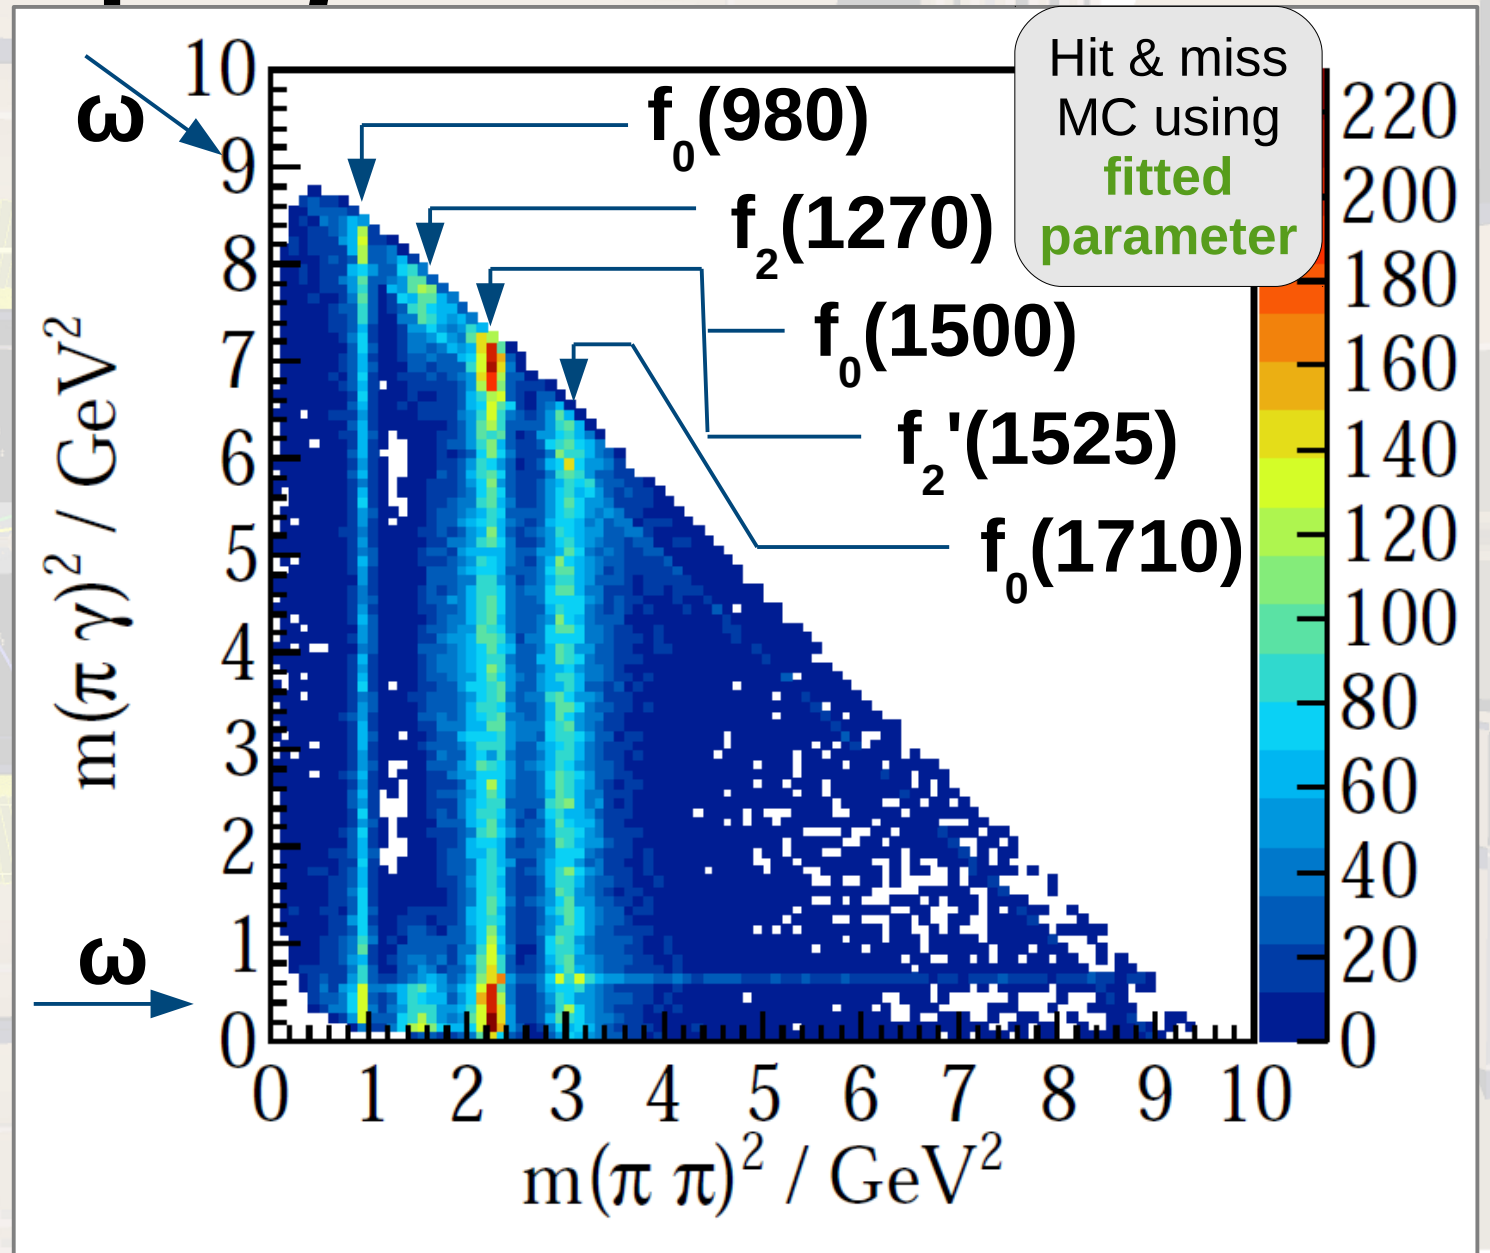 Hit & miss
MC using
fitted
parameter
ω
f₀(980)
f₂(1270)
f₀(1500)
f₂'(1525)
f₀(1710)
ω
10
9
8
7
6
5
4
3
2
1
0
m(π γ)² / GeV²
0 1 2 3 4 5 6 7 8 9 10
m(π π)² / GeV²
220
200
180
160
140
120
100
80
60
40
20
0